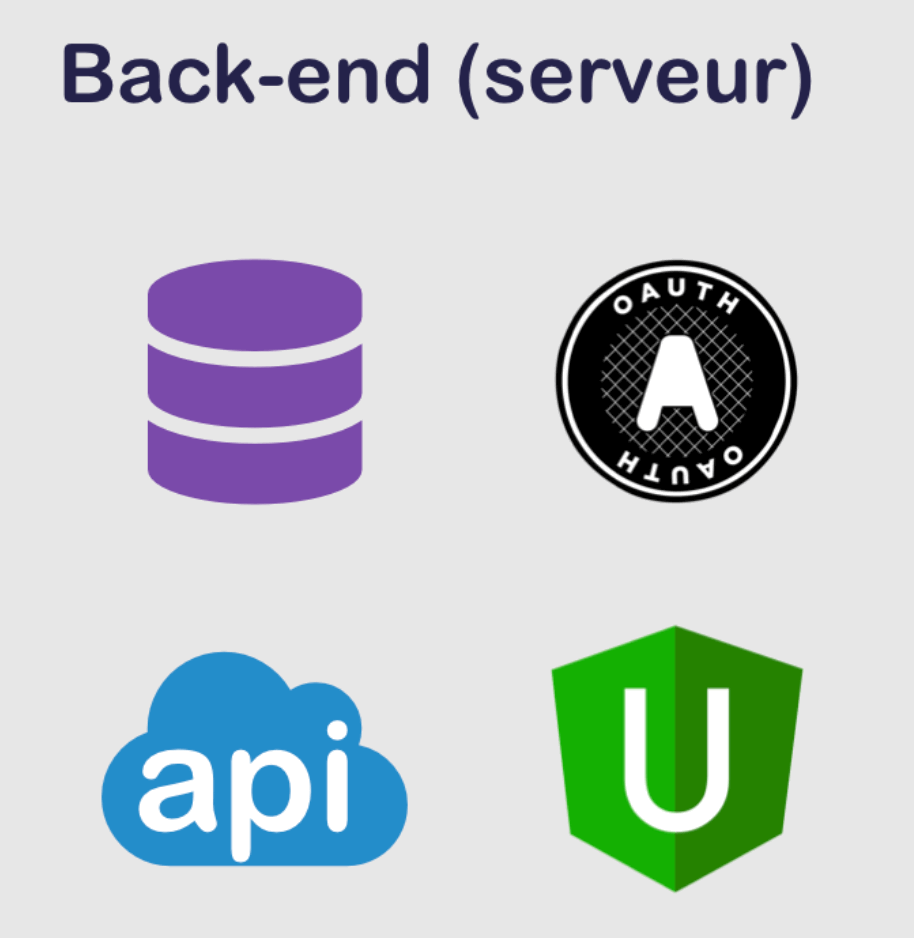 Back-end (serveur)
OAUTH
A
OAUTH
api
U